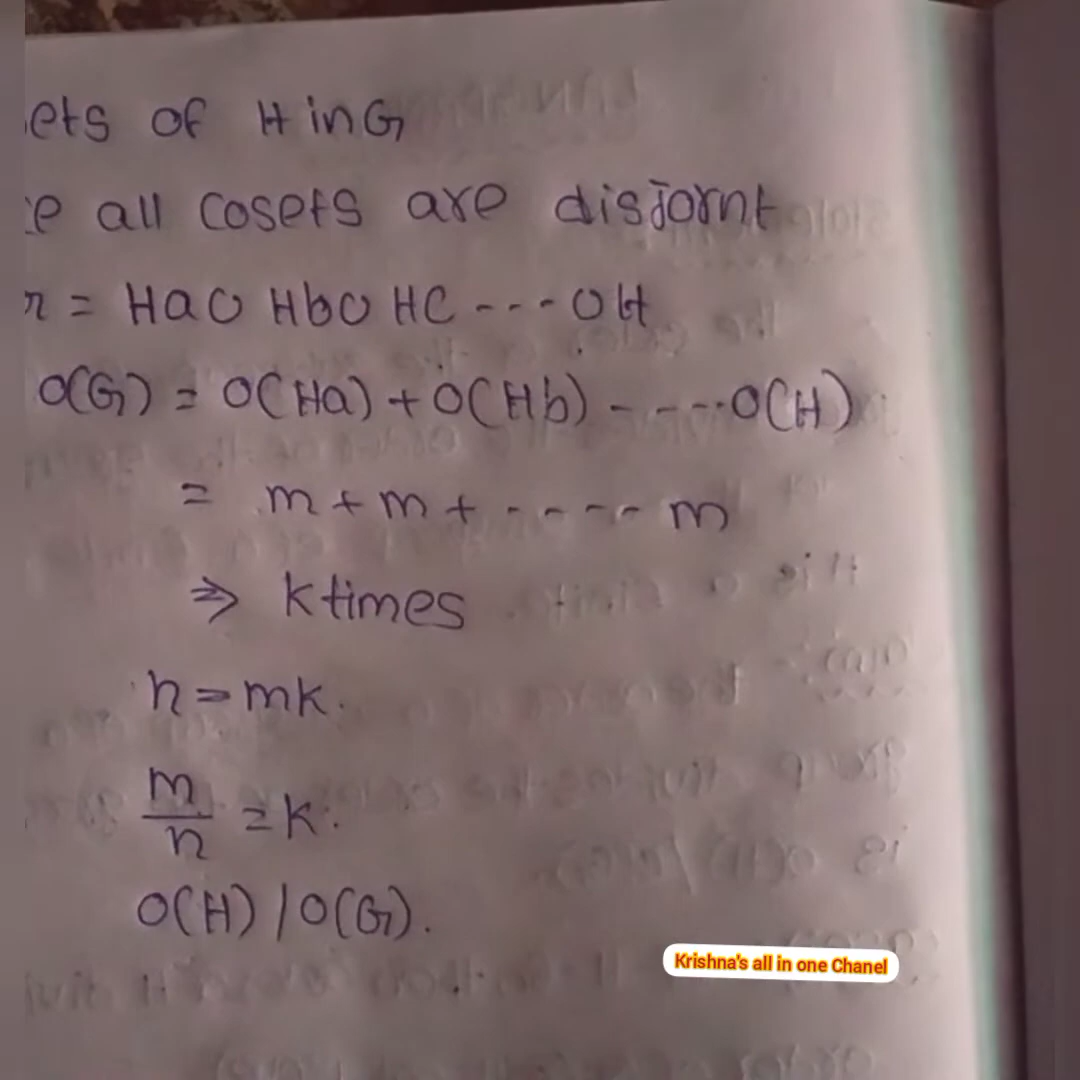 ets of H in G
e all cosets are disjoint
n = Ha ∪ Hb ∪ HC ---- ∪ H
O(G) = O(Ha) + O(Hb) - - --- O(H)
= m + m + - - - - - m
⇒ k times
n = mk.
m/n = k.
O(H) / O(G).
Krishna's all in one Chanel